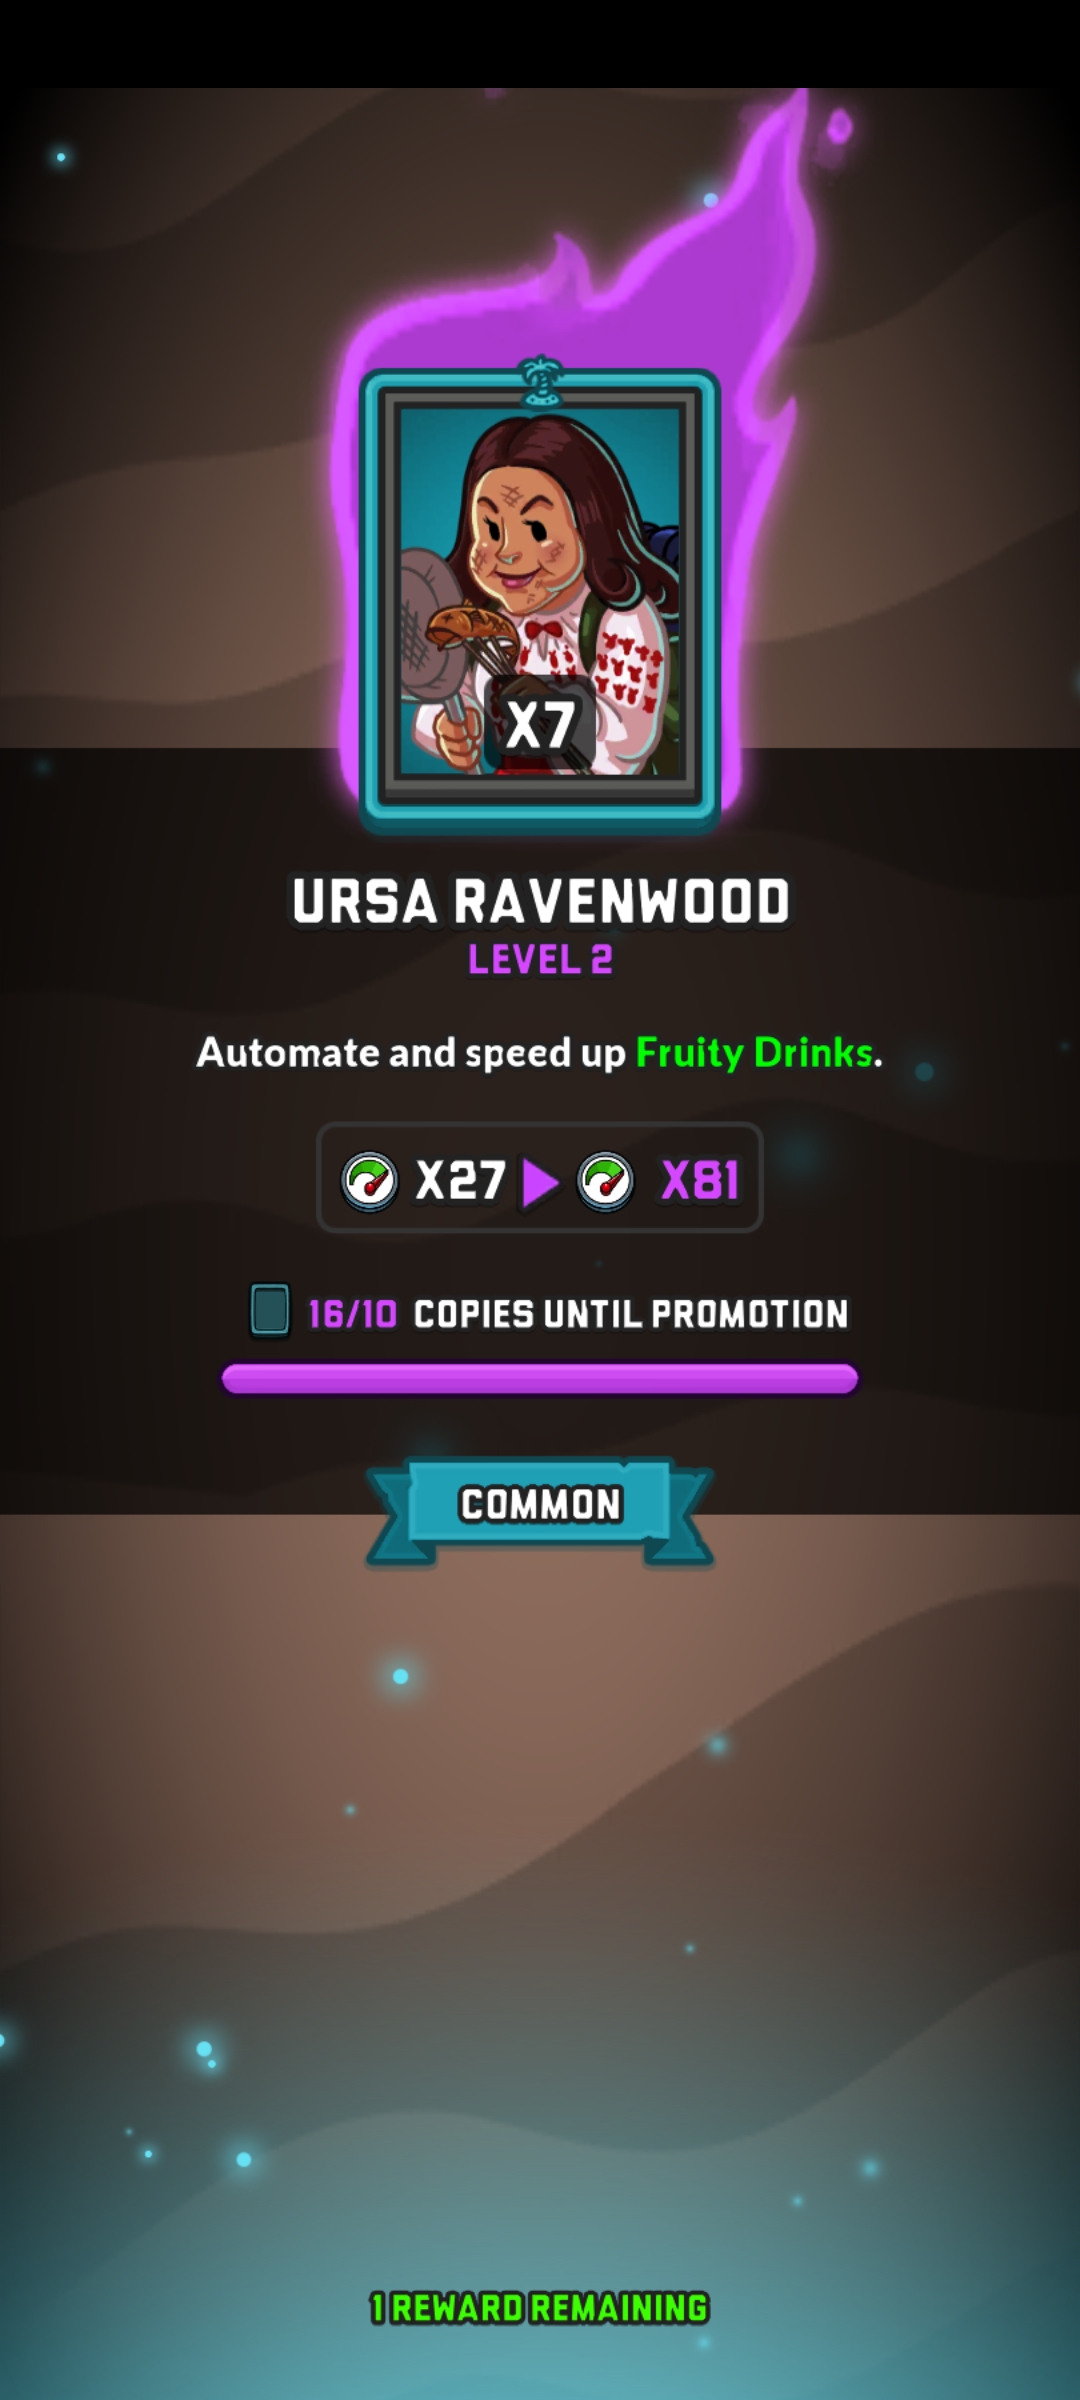 X7
URSA RAVENWOOD
LEVEL 2
Automate and speed up Fruity Drinks.
X27 X81
16/10 COPIES UNTIL PROMOTION
COMMON
1 REWARD REMAINING